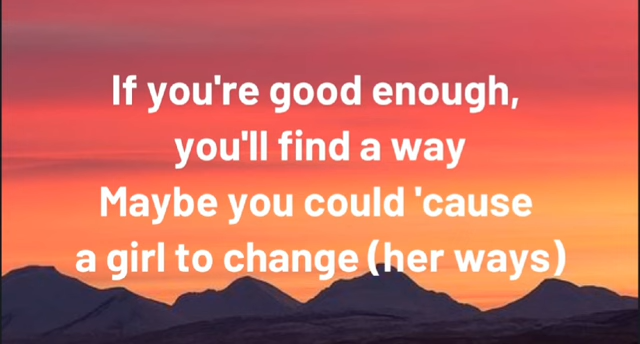 If you're good enough,
you'll find a way
Maybe you could 'cause
a girl to change (her ways)